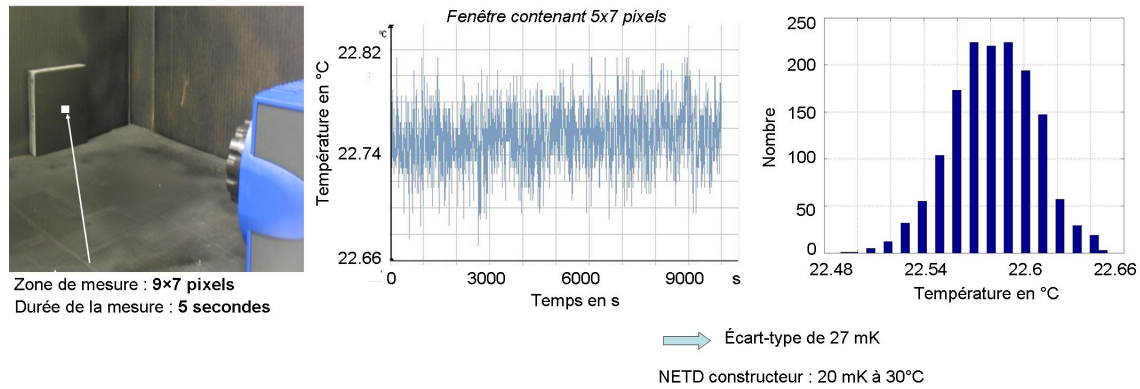 Fenêtre contenant 5x7 pixels
°C
22.82
22.74
22.66
Température en °C
0 3000 6000 9000 s
Temps en s
250
200
150
100
50
0
Nombre
22.48 22.54 22.6 22.66
Température en °C
Zone de mesure : 9×7 pixels
Durée de la mesure : 5 secondes
Écart-type de 27 mK
NETD constructeur : 20 mK à 30°C